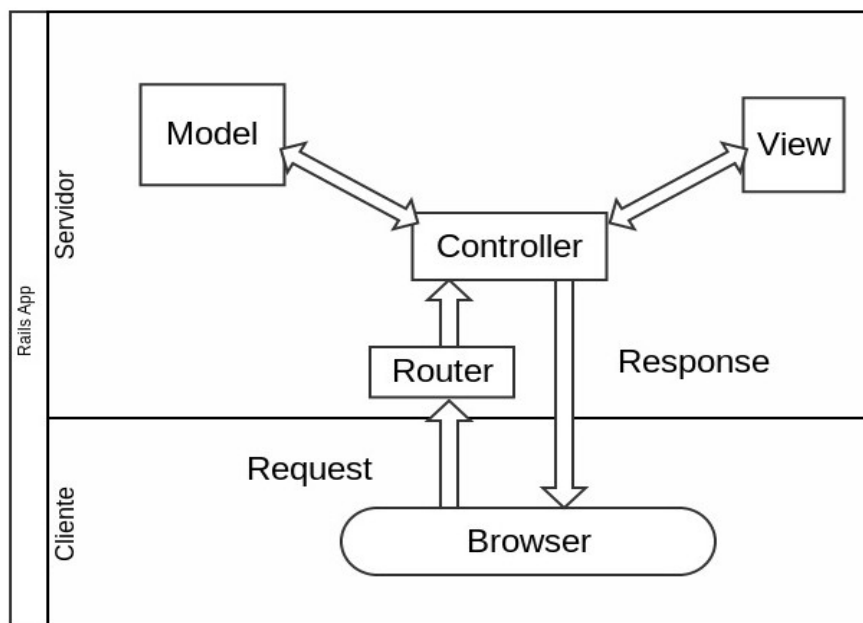 Rails App
Servidor
Model
View
Controller
Router
Response
Cliente
Request
Browser